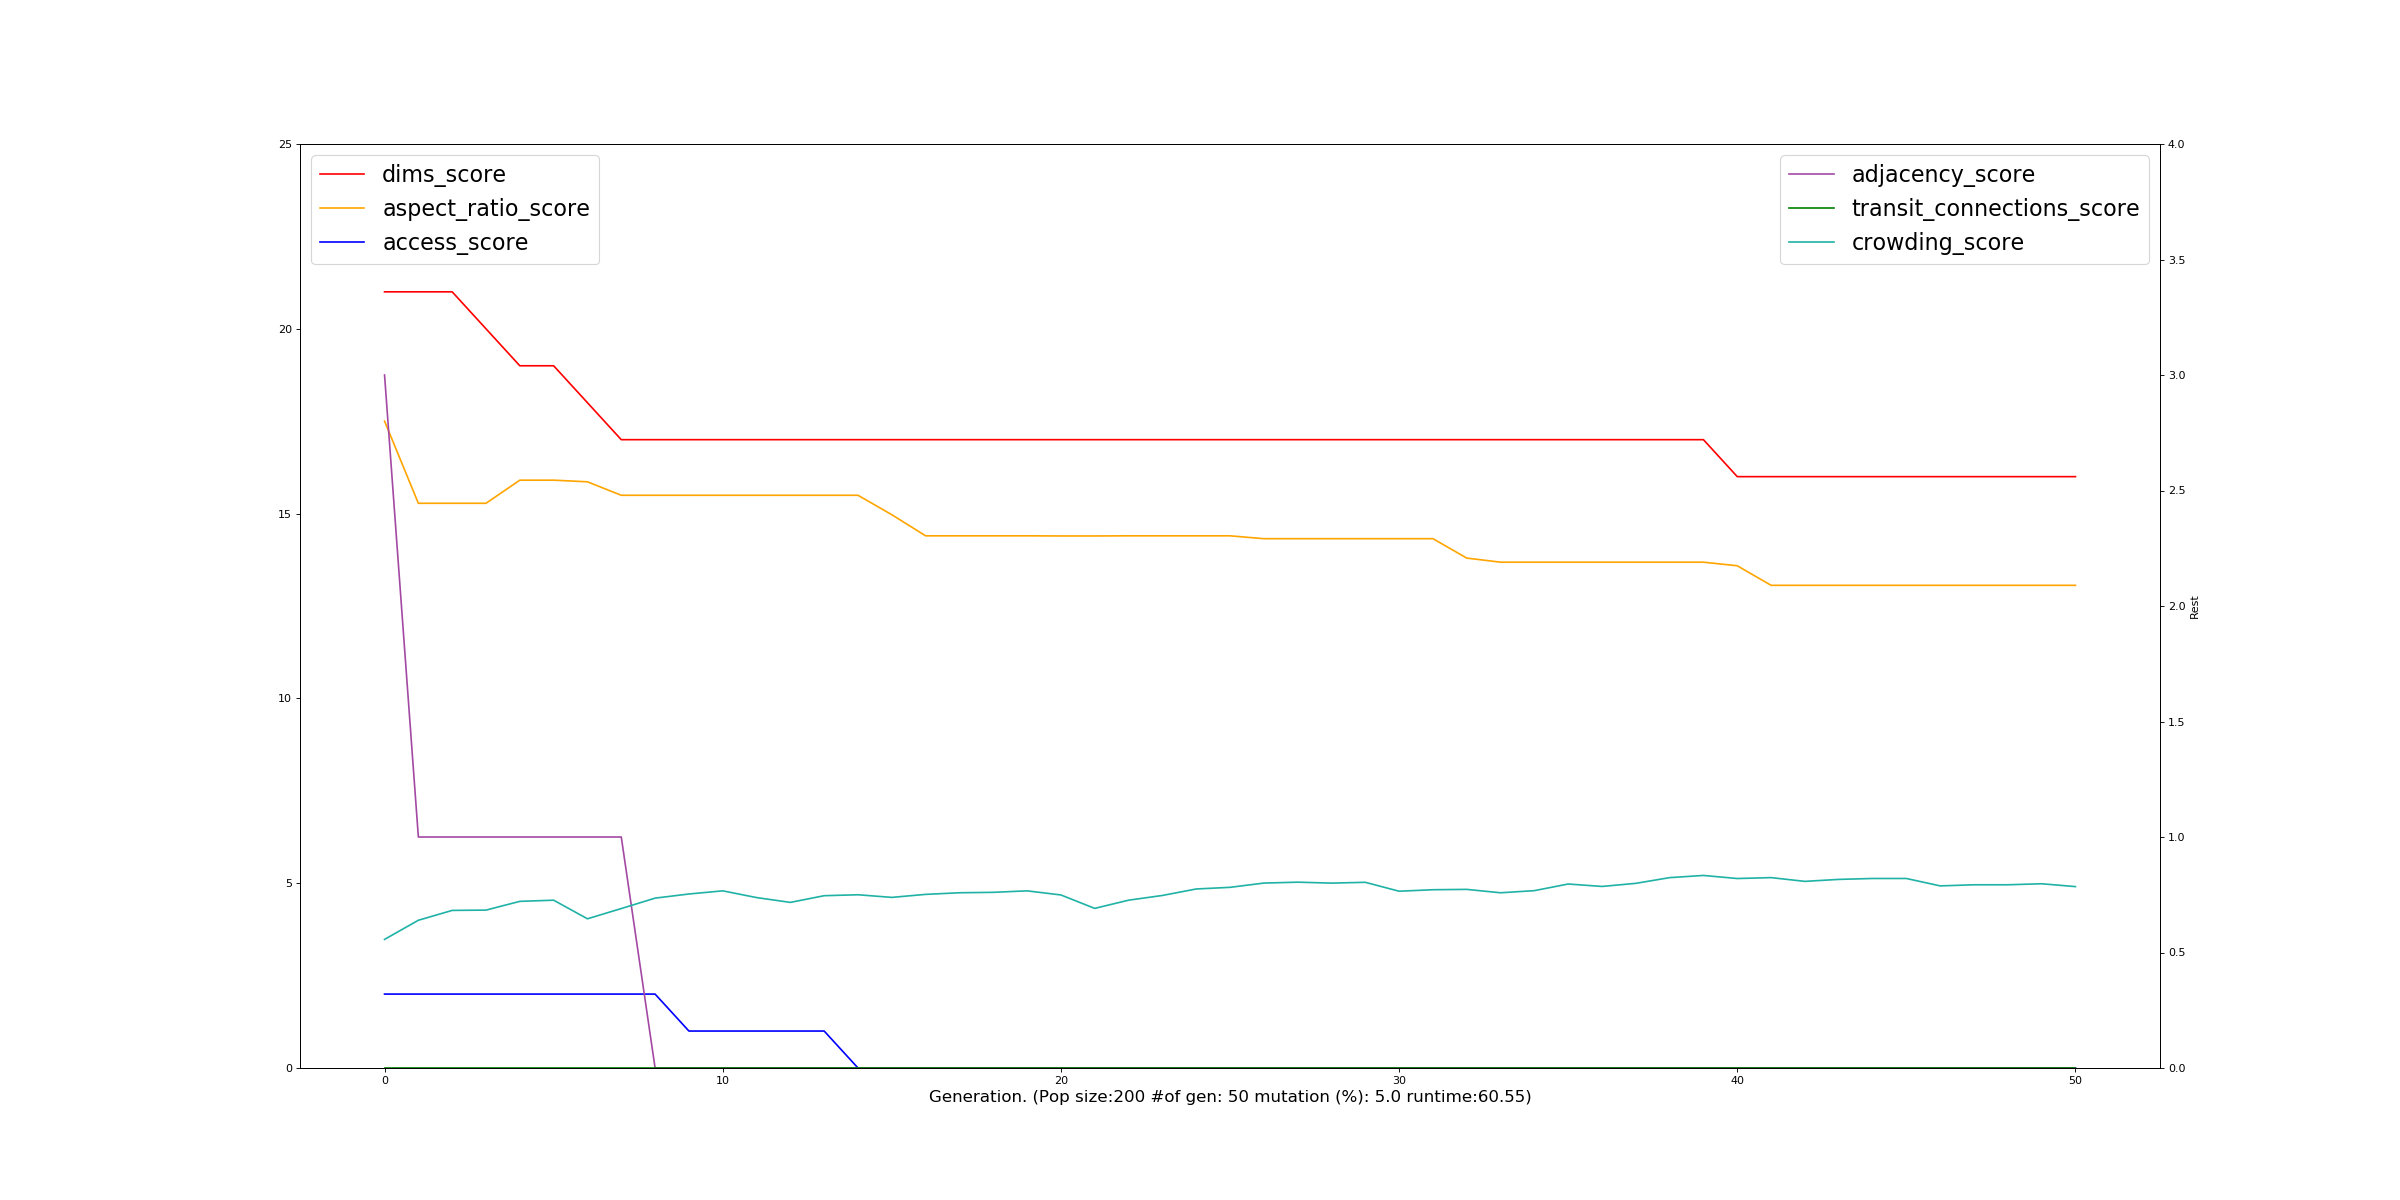 dims_score
aspect_ratio_score
access_score
adjacency_score
transit_connections_score
crowding_score
25
20
15
10
5
0
4.0
3.5
3.0
2.5
2.0
1.5
1.0
0.5
0.0
Rest
0 10 20 30 40 50
Generation. (Pop size:200 #of gen: 50 mutation (%): 5.0 runtime:60.55)